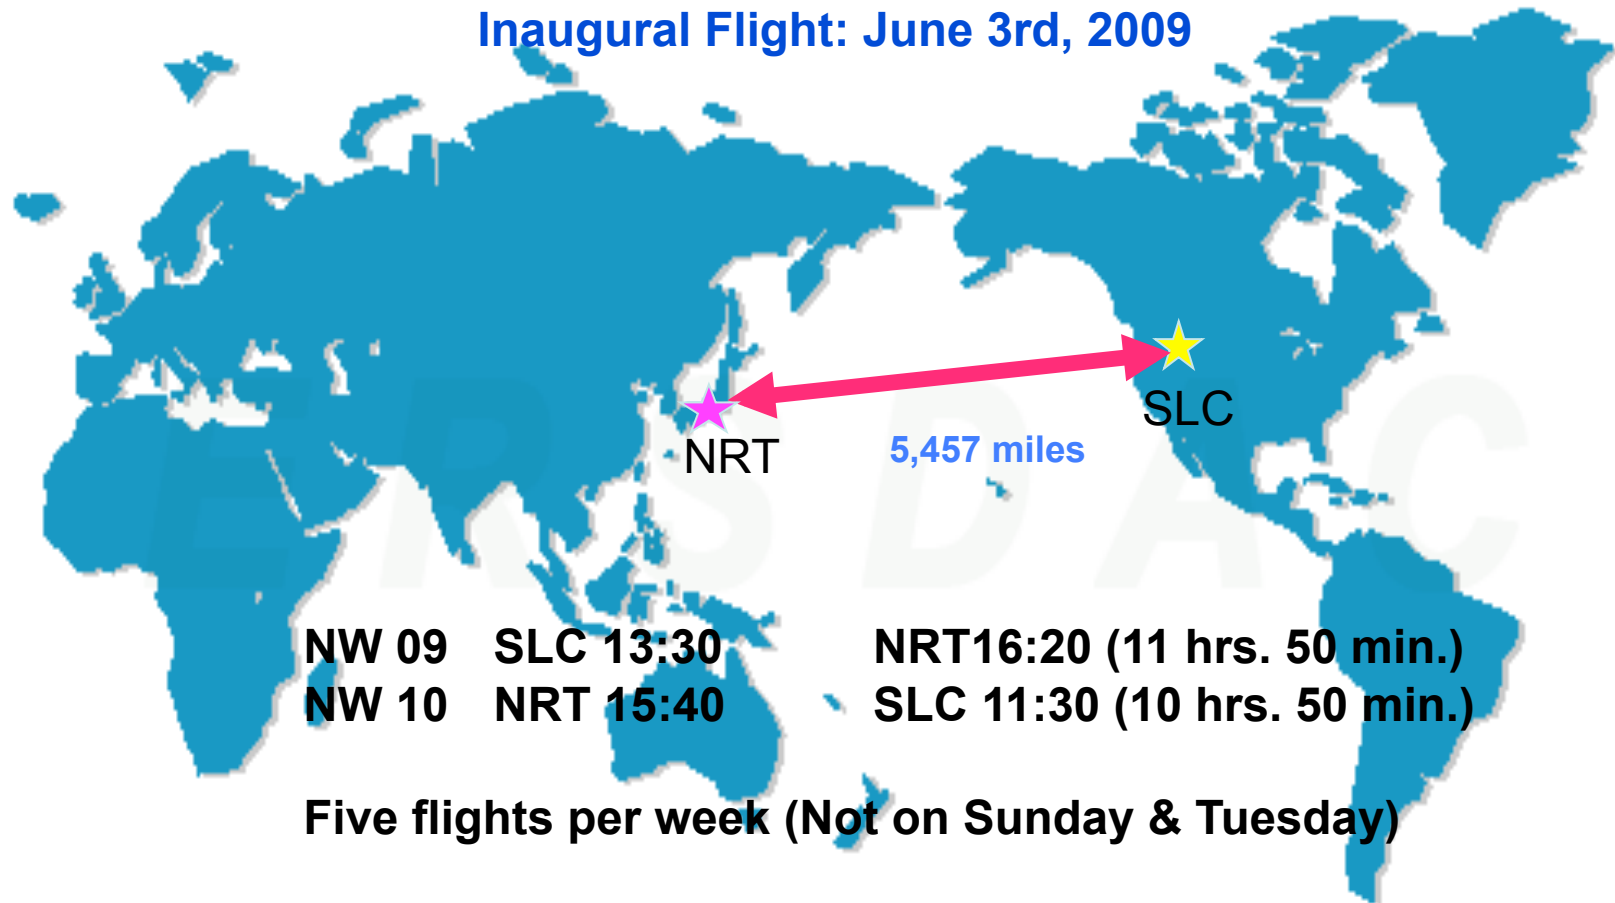 Inaugural Flight: June 3rd, 2009
SLC
NRT
5,457 miles
ERSDAC
NW 09 SLC 13:30 NRT16:20 (11 hrs. 50 min.)
NW 10 NRT 15:40 SLC 11:30 (10 hrs. 50 min.)
Five flights per week (Not on Sunday & Tuesday)